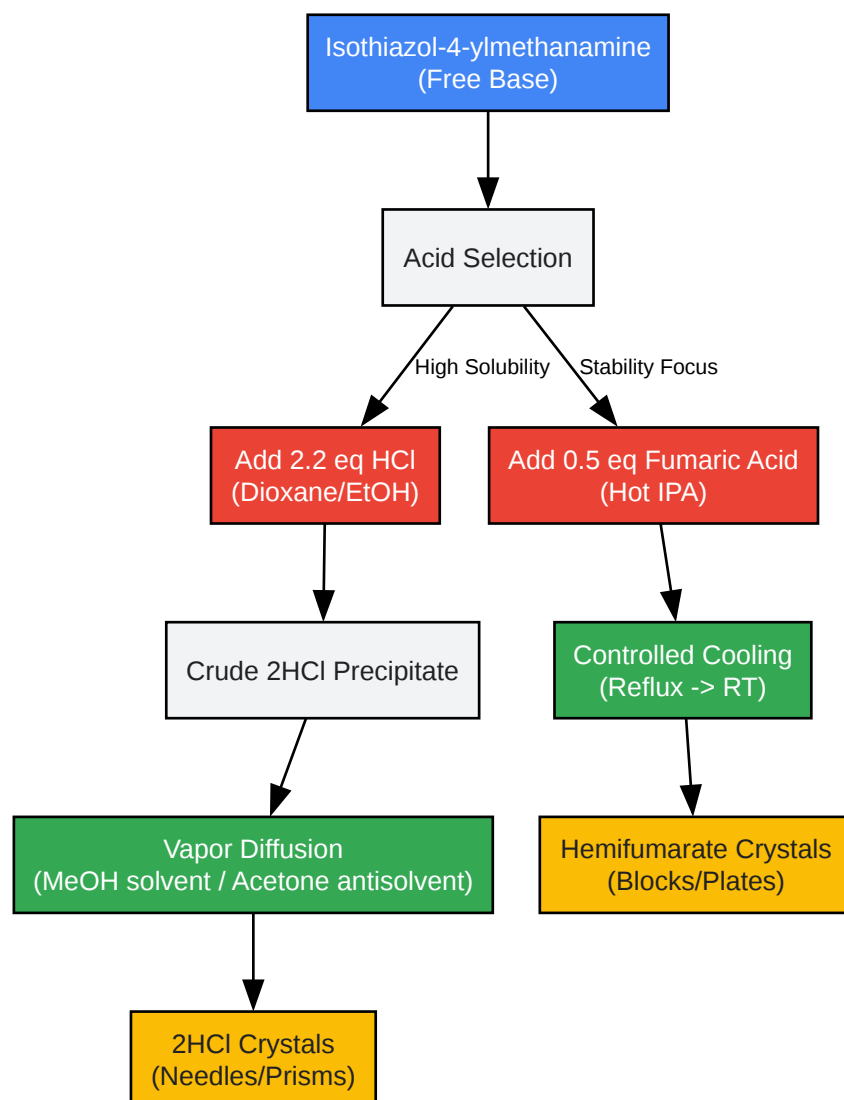 Isothiazol-4-ylmethanamine
(Free Base)
Acid Selection
High Solubility
Stability Focus
Add 2.2 eq HCl
(Dioxane/EtOH)
Add 0.5 eq Fumaric Acid
(Hot IPA)
Crude 2HCl Precipitate
Controlled Cooling
(Reflux -> RT)
Vapor Diffusion
(MeOH solvent / Acetone antisolvent)
Hemifumarate Crystals
(Blocks/Plates)
2HCl Crystals
(Needles/Prisms)